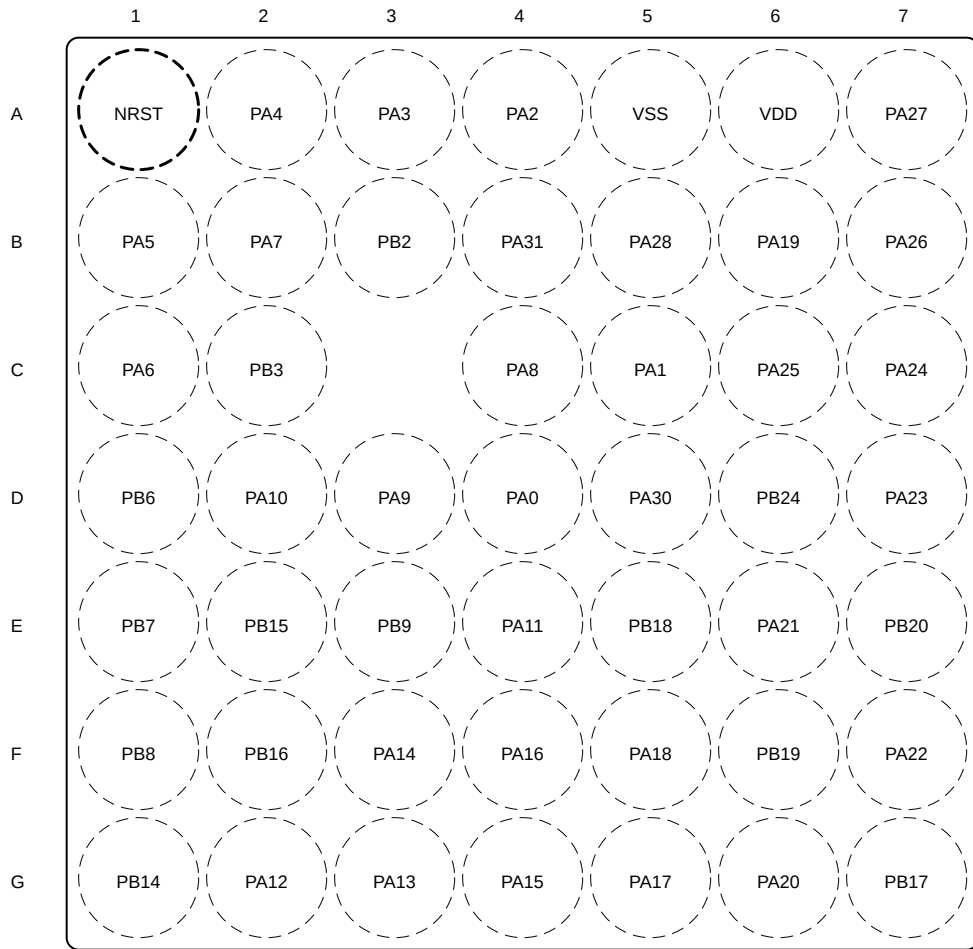 1 2 3 4 5 6 7
A NRST PA4 PA3 PA2 VSS VDD PA27
B PA5 PA7 PB2 PA31 PA28 PA19 PA26
C PA6 PB3 PA8 PA1 PA25 PA24
D PB6 PA10 PA9 PA0 PA30 PB24 PA23
E PB7 PB15 PB9 PA11 PB18 PA21 PB20
F PB8 PB16 PA14 PA16 PA18 PB19 PA22
G PB14 PA12 PA13 PA15 PA17 PA20 PB17